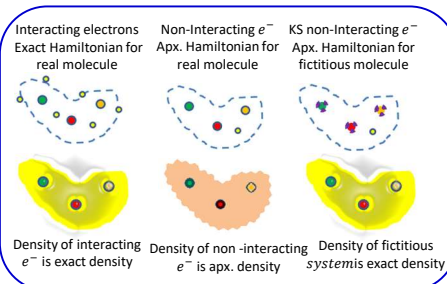 Interacting electrons
Exact Hamiltonian for
real molecule
Non-Interacting e⁻
Apx. Hamiltonian for
real molecule
KS non-Interacting e⁻
Apx. Hamiltonian for
fictitious molecule
Density of interacting
e⁻ is exact density
Density of non -interacting
e⁻ is apx. density
Density of fictitious
systemis exact density